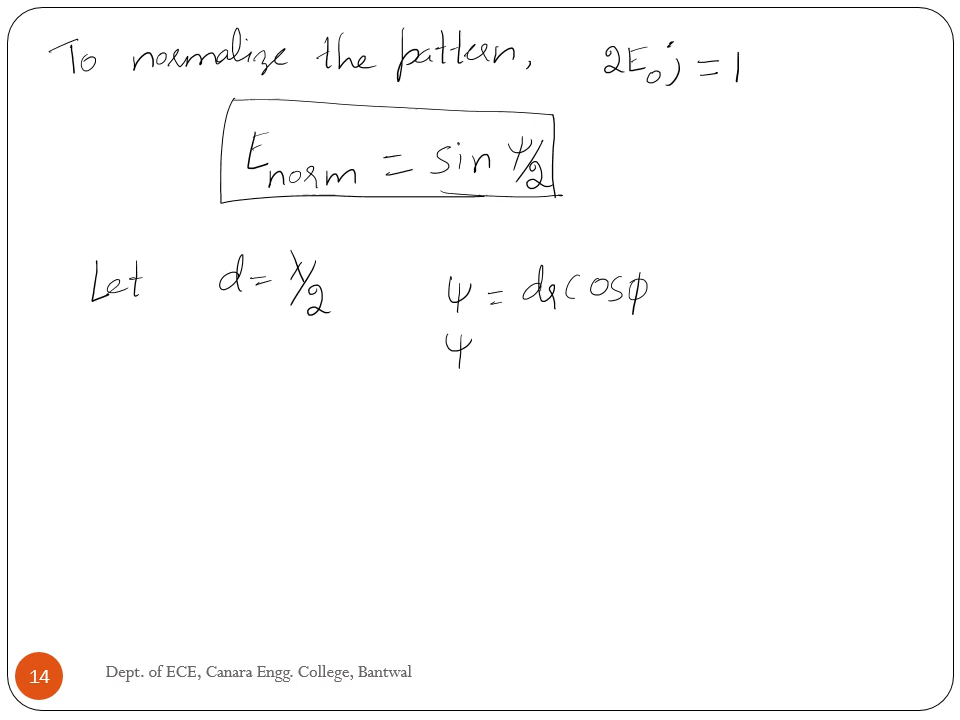 To normalize the pattern, 2E₀j = 1
E_norm = sin ψ/2
Let d = λ/2 ψ = dᵣ cosϕ
ψ
14 Dept. of ECE, Canara Engg. College, Bantwal